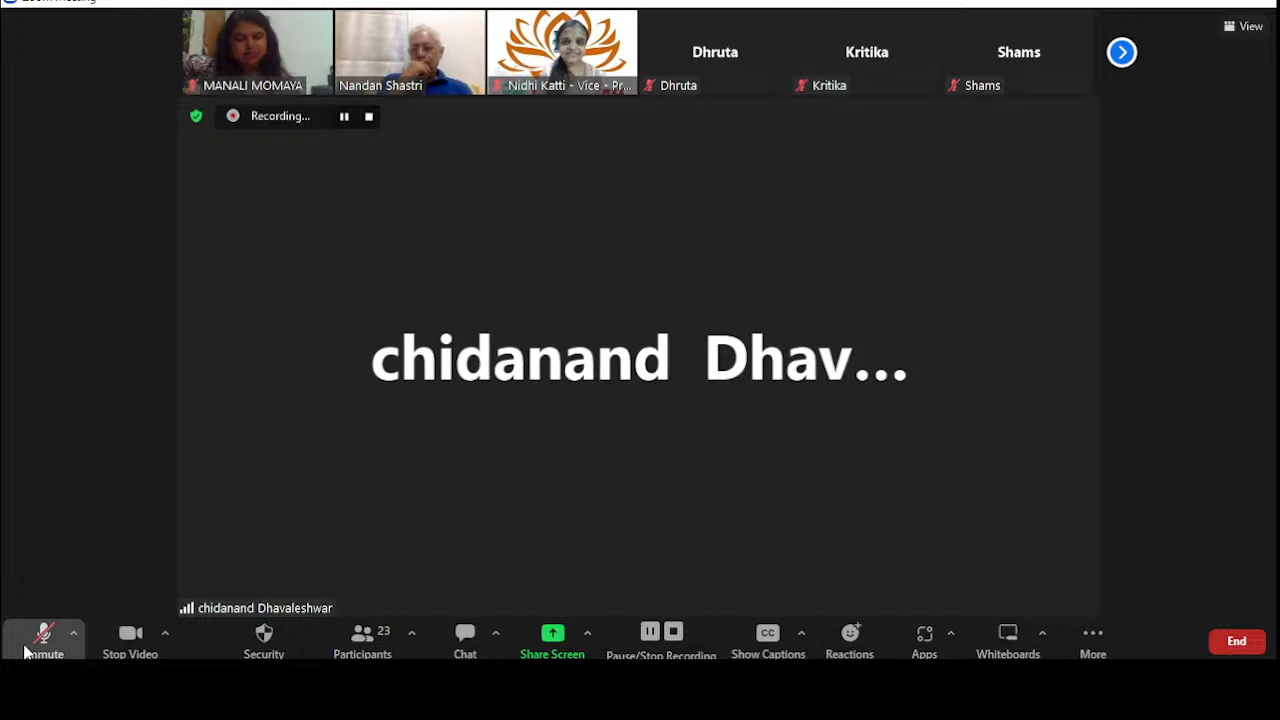 View
Dhruta
Kritika
Shams
MANALI MOMAYA
Nandan Shastri
Nidhi Katti - Vice - Pr...
Dhruta
Kritika
Shams
Recording...
chidanand Dhav...
chidanand Dhavaleshwar
23
CC
Stop Video
Security
Participants
Chat
Share Screen
Pause/Stop Recording
Show Captions
Reactions
Apps
Whiteboards
More
End